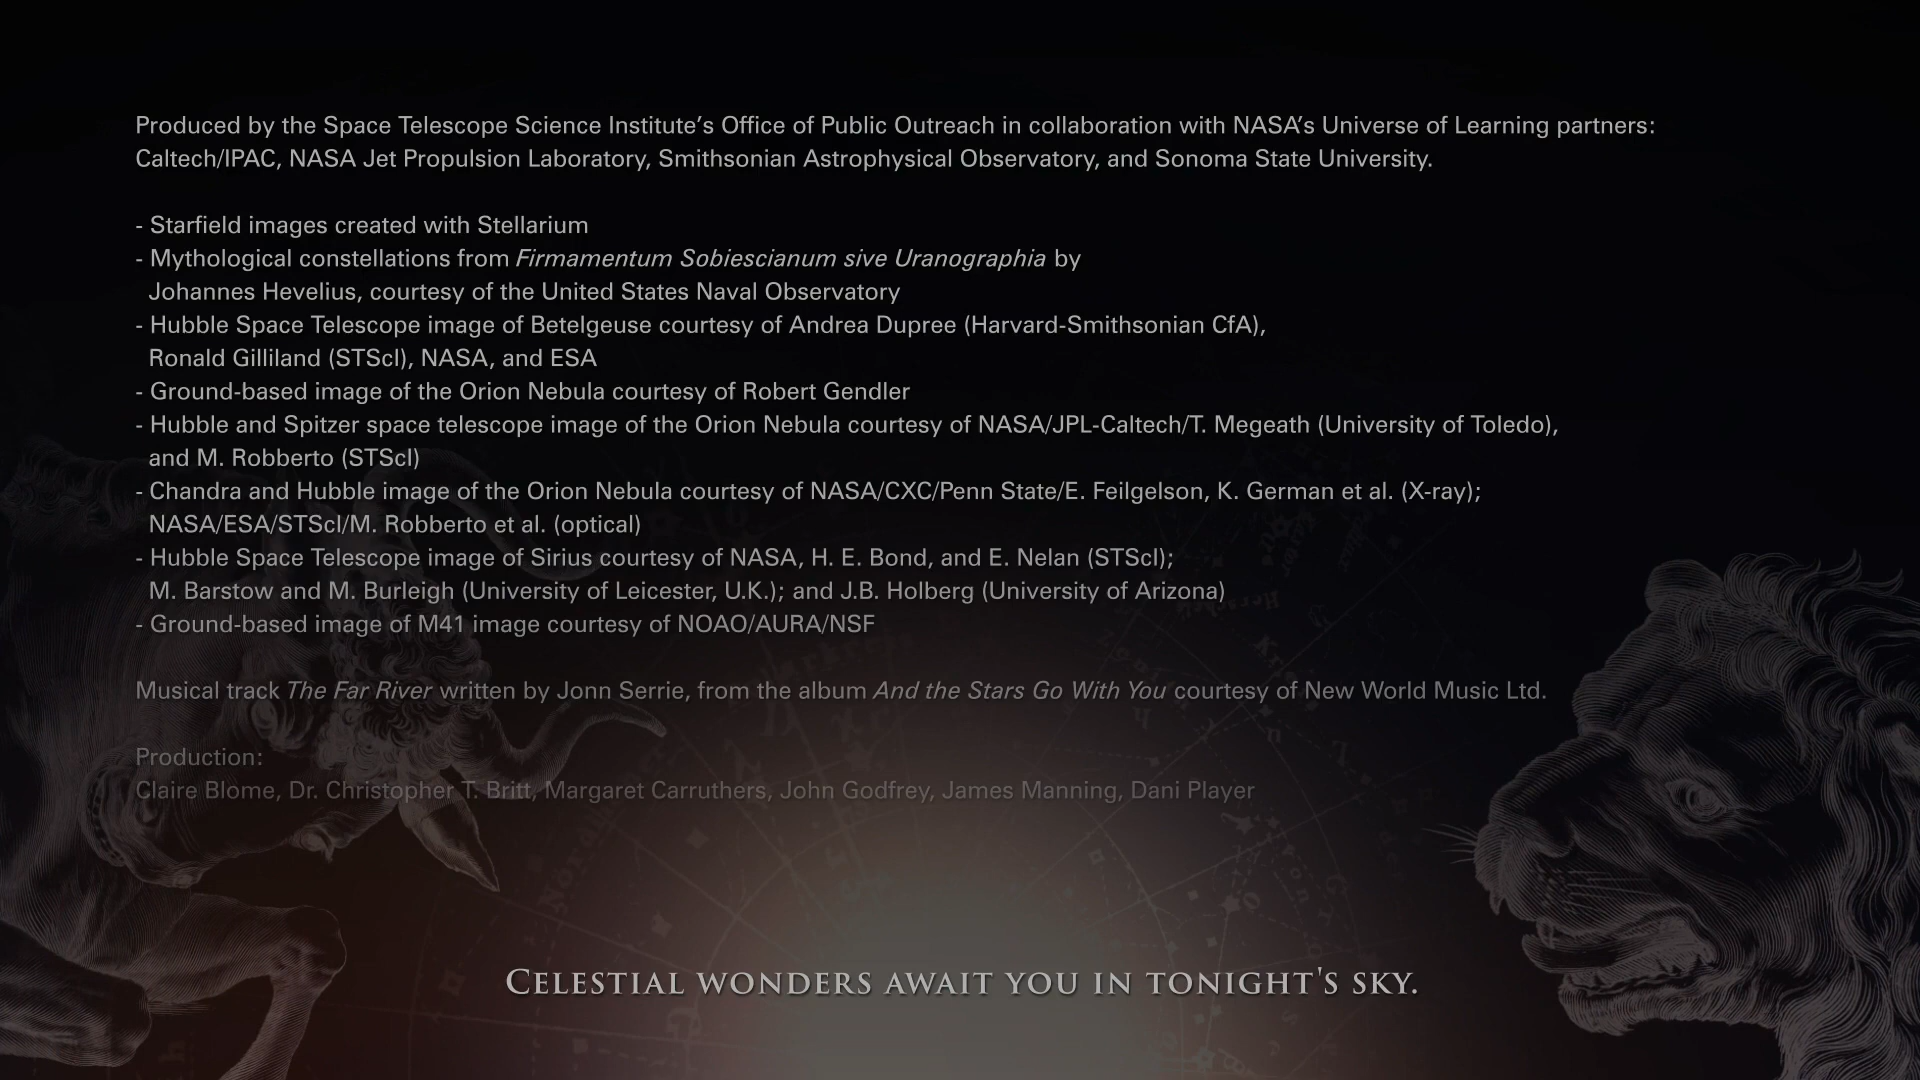 Produced by the Space Telescope Science Institute’s Office of Public Outreach in collaboration with NASA’s Universe of Learning partners:
Caltech/IPAC, NASA Jet Propulsion Laboratory, Smithsonian Astrophysical Observatory, and Sonoma State University.
- Starfield images created with Stellarium
- Mythological constellations from Firmamentum Sobiescianum sive Uranographia by
Johannes Hevelius, courtesy of the United States Naval Observatory
- Hubble Space Telescope image of Betelgeuse courtesy of Andrea Dupree (Harvard-Smithsonian CfA),
Ronald Gilliland (STScI), NASA, and ESA
- Ground-based image of the Orion Nebula courtesy of Robert Gendler
- Hubble and Spitzer space telescope image of the Orion Nebula courtesy of NASA/JPL-Caltech/T. Megeath (University of Toledo),
and M. Robberto (STScI)
- Chandra and Hubble image of the Orion Nebula courtesy of NASA/CXC/Penn State/E. Feilgelson, K. German et al. (X-ray);
NASA/ESA/STScI/M. Robberto et al. (optical)
- Hubble Space Telescope image of Sirius courtesy of NASA, H. E. Bond, and E. Nelan (STScI);
M. Barstow and M. Burleigh (University of Leicester, U.K.); and J.B. Holberg (University of Arizona)
- Ground-based image of M41 image courtesy of NOAO/AURA/NSF
Musical track The Far River written by Jonn Serrie, from the album And the Stars Go With You courtesy of New World Music Ltd.
Production:
Claire Blome, Dr. Christopher T. Britt, Margaret Carruthers, John Godfrey, James Manning, Dani Player
Celestial wonders await you in tonight's sky.